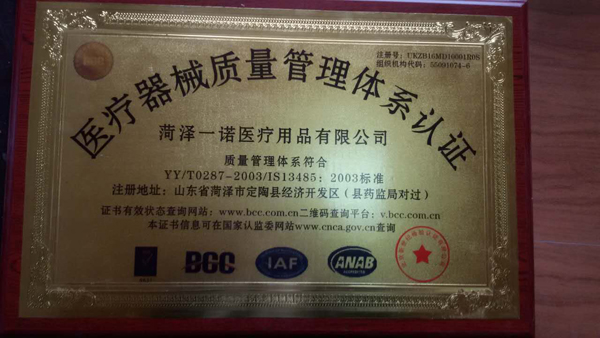 注册号：UKZB16MD16001R0S
组织机构代码：55001674-6
医疗器械质量管理体系认证
菏泽一诺医疗用品有限公司
质量管理体系符合
YY/T0287-2003/IS13485：2003标准
注册地址：山东省菏泽市定陶县经济开发区（县药监局对过）
证书有效状态查询网站：www.bcc.com.cn二维码查询平台：v.bcc.com.cn
本证书信息可在国家认监委网站www.cnca.gov.cn查询
BCC
IAF
ANAB